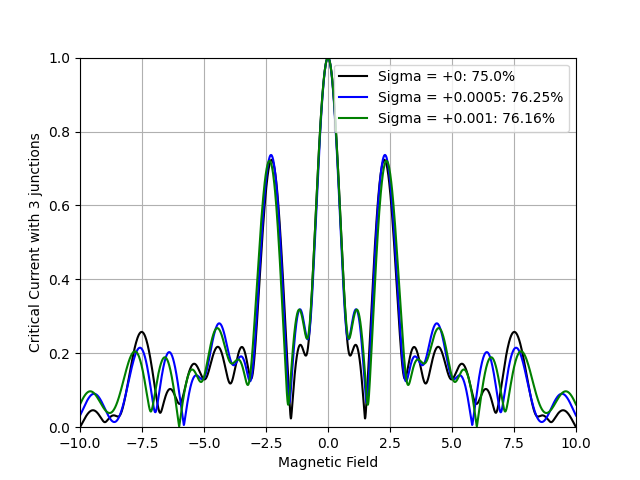 1.0
0.8
0.6
0.4
0.2
0.0
Critical Current with 3 junctions
Sigma = +0: 75.0%
Sigma = +0.0005: 76.25%
Sigma = +0.001: 76.16%
−10.0 −7.5 −5.0 −2.5 0.0 2.5 5.0 7.5 10.0
Magnetic Field